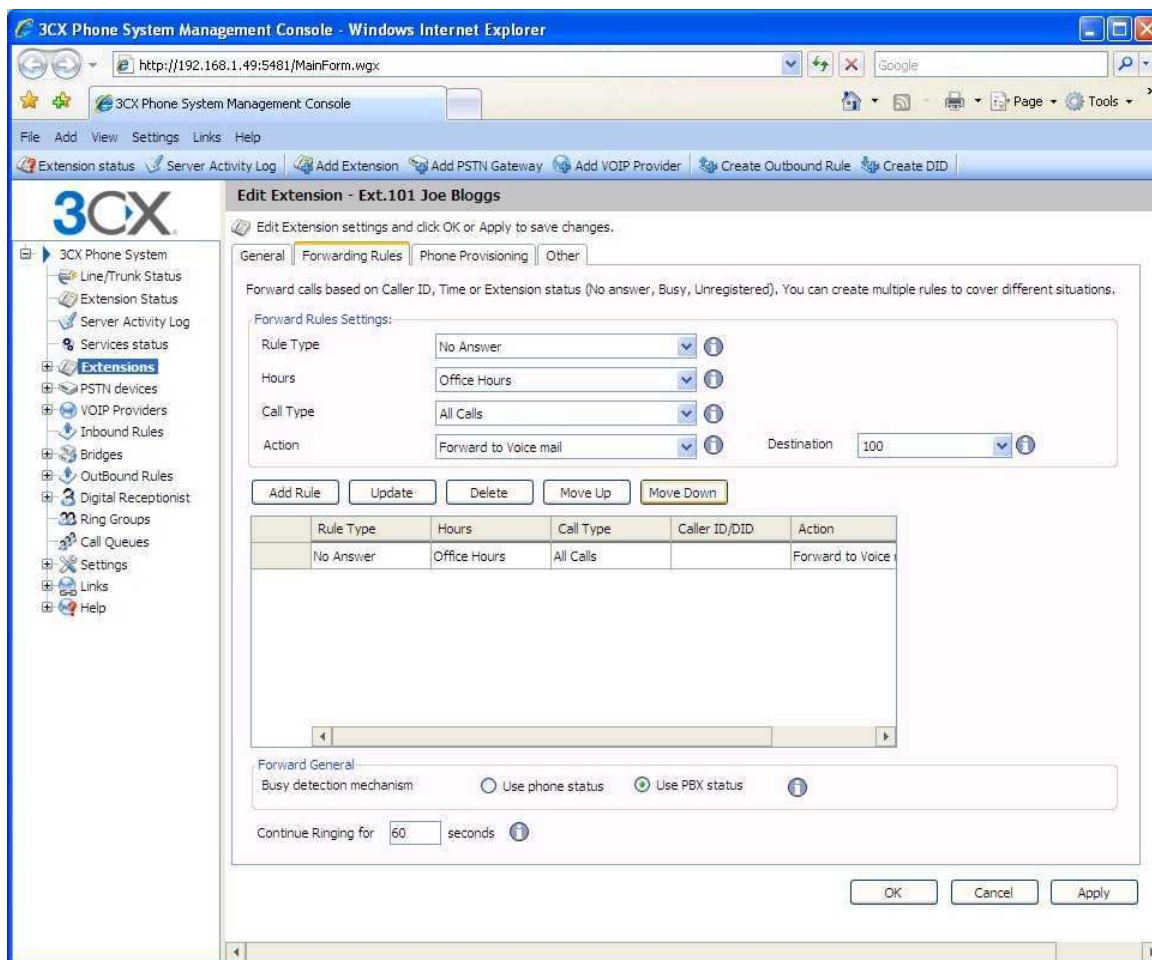 3CX Phone System Management Console - Windows Internet Explorer
http://192.168.1.49:5481/MainForm.wgx
Google
3CX Phone System Management Console
Page
Tools
File Add View Settings Links Help
Extension status Server Activity Log Add Extension Add PSTN Gateway Add VOIP Provider Create Outbound Rule Create DID
3CX
3CX Phone System
Line/Trunk Status
Extension Status
Server Activity Log
Services status
Extensions
PSTN devices
VOIP Providers
Inbound Rules
Bridges
OutBound Rules
Digital Receptionist
Ring Groups
Call Queues
Settings
Links
Help
Edit Extension - Ext.101 Joe Bloggs
Edit Extension settings and click OK or Apply to save changes.
General Forwarding Rules Phone Provisioning Other
Forward calls based on Caller ID, Time or Extension status (No answer, Busy, Unregistered). You can create multiple rules to cover different situations.
Forward Rules Settings:
Rule Type No Answer
Hours Office Hours
Call Type All Calls
Action Forward to Voice mail Destination 100
Add Rule Update Delete Move Up Move Down
Rule Type Hours Call Type Caller ID/DID Action
No Answer Office Hours All Calls Forward to Voice
Forward General
Busy detection mechanism Use phone status Use PBX status
Continue Ringing for 60 seconds
OK Cancel Apply